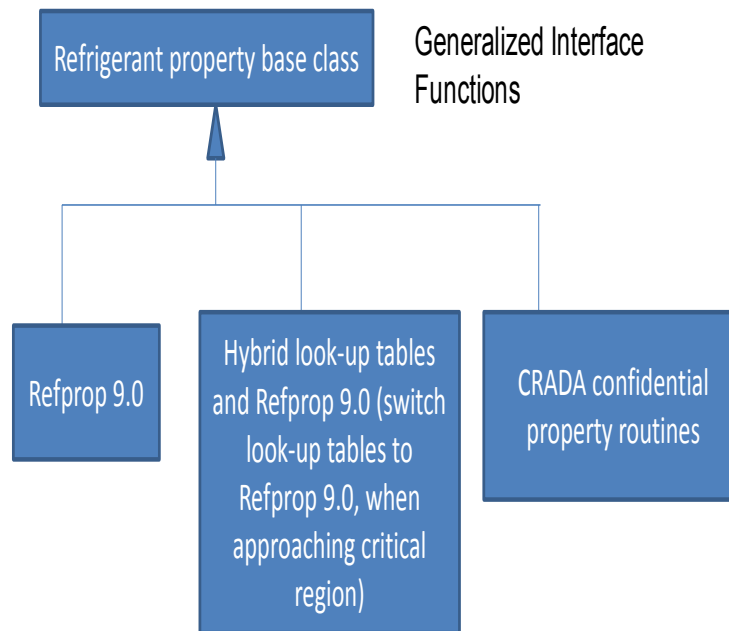 Refrigerant property base class
Generalized Interface
Functions
Refprop 9.0
Hybrid look-up tables
and Refprop 9.0 (switch
look-up tables to
Refprop 9.0, when
approaching critical
region)
CRADA confidential
property routines